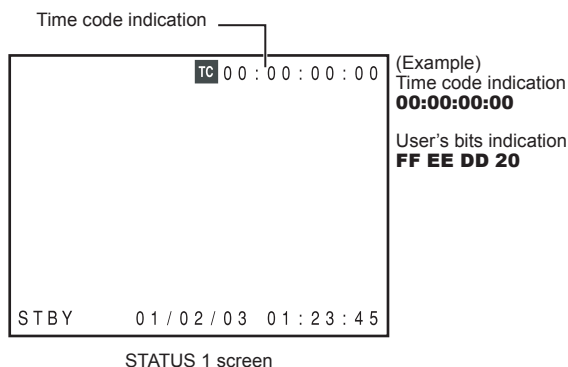 Time code indication
TC 00:00:00:00
(Example)
Time code indication
00:00:00:00
User's bits indication
FF EE DD 20
STBY 01/02/03 01:23:45
STATUS 1 screen